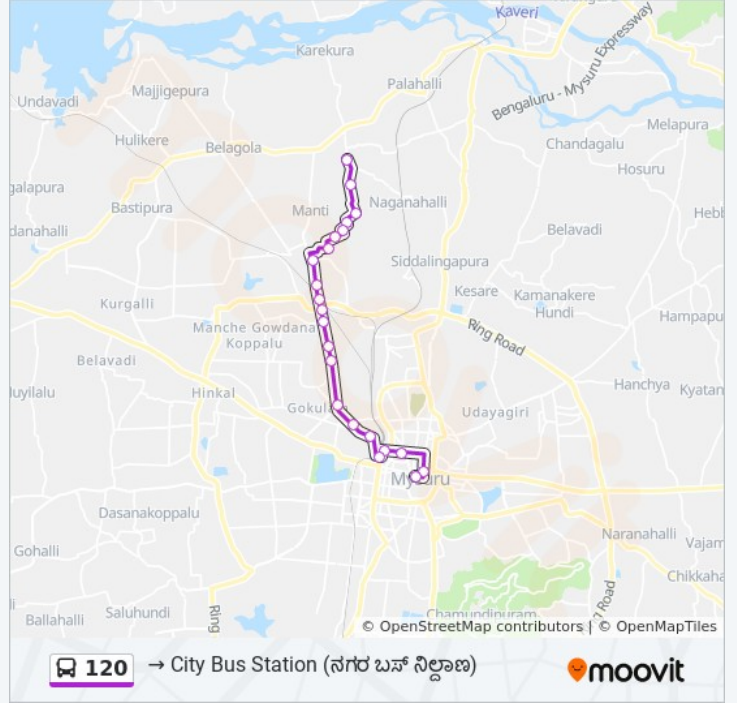 Kaveri
Karekura
Palahalli
Bengaluru - Mysuru Expressway
Majjigepura
Undavadi
Melapura
Hulikere
Belagola
Chandagalu
Hosuru
galapura
Bastipura
Manti
Naganahalli
Hebb
danahalli
Belavadi
Siddalingapura
Kesare
Kamanakere
Hundi
Kurgalli
Hampapu
Manche Gowdana
Koppalu
Ring Road
Belavadi
Hanchya
Kyatan
luyilalu
Hinkal
Gokul
Udayagiri
Mysuru
Dasanakoppalu
Naranahalli
Vajam
Gohalli
Chikkaha
Ballahalli
Saluhundi
Ring
Chamundipuram
Road
© OpenStreetMap contributors | © OpenMapTiles
120
→ City Bus Station (ನಗರ ಬಸ್ ನಿಲ್ದಾಣ)
moovit